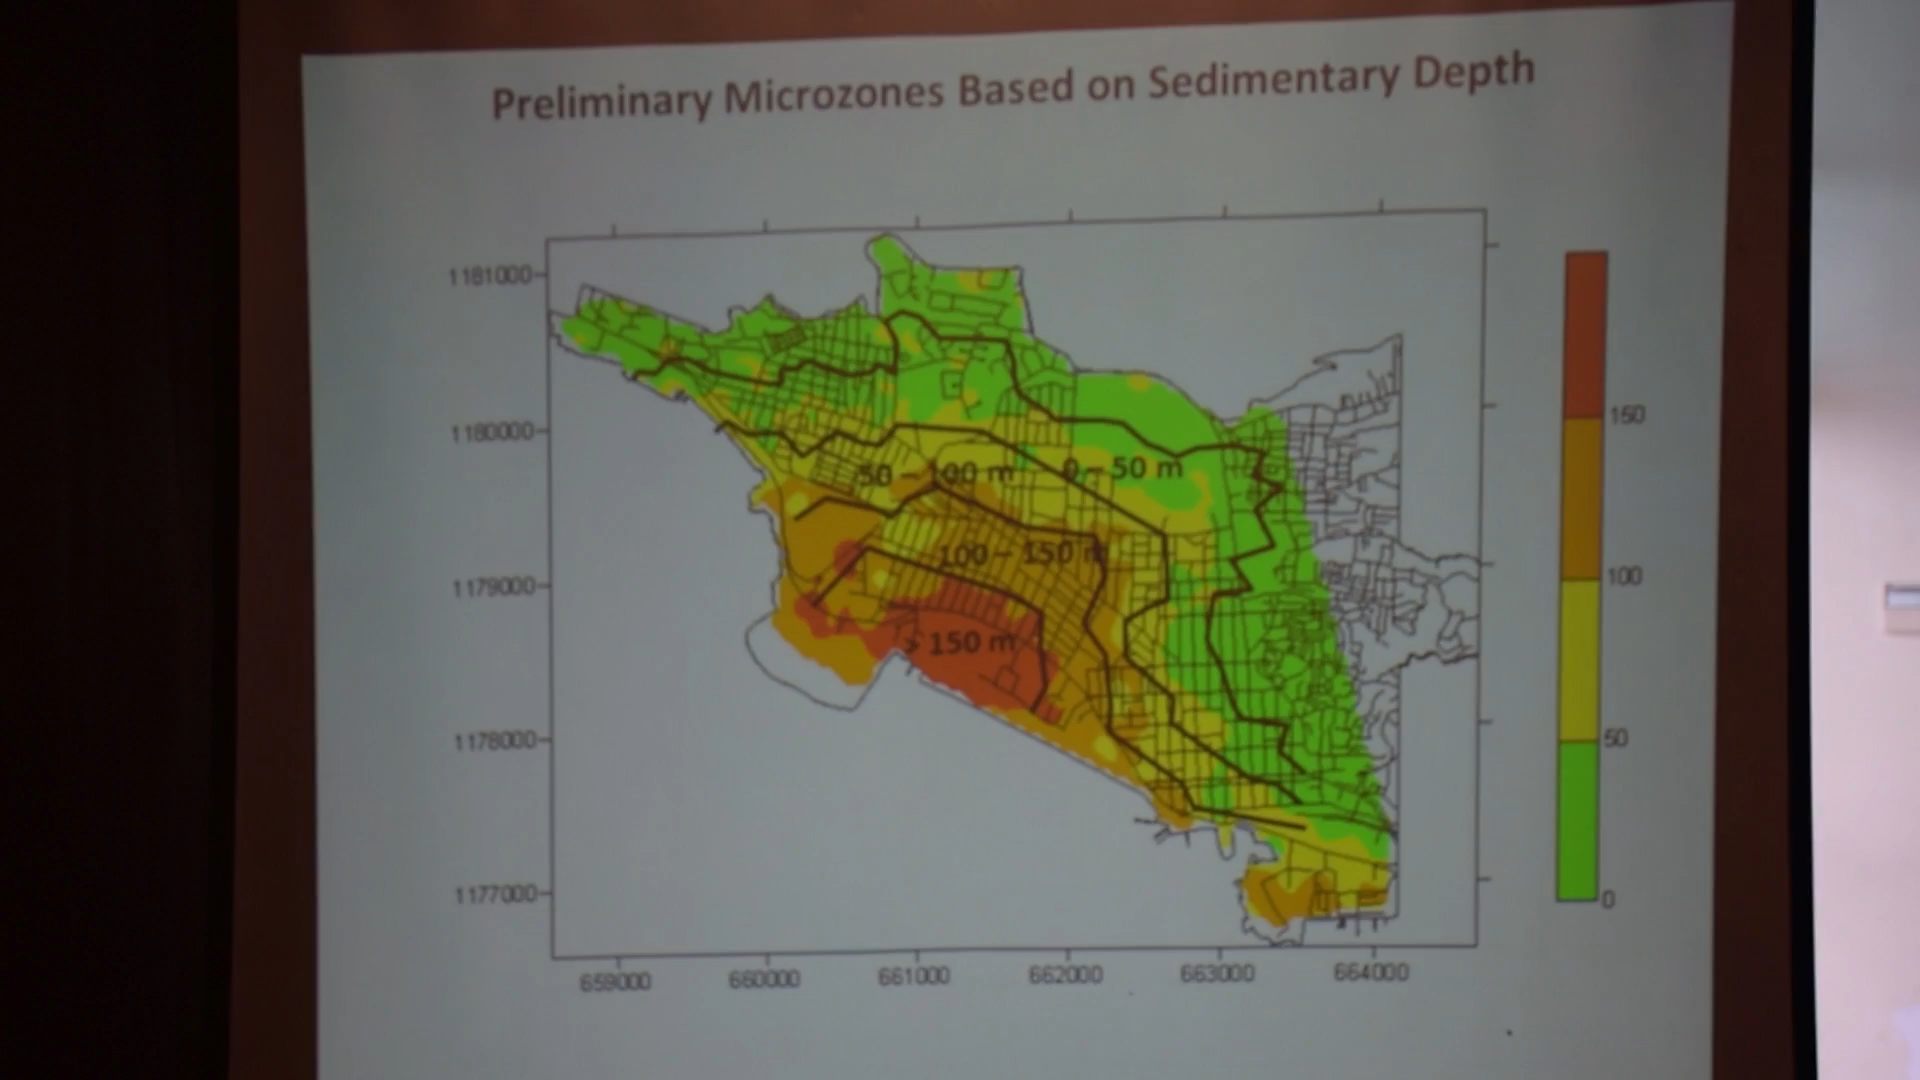 Preliminary Microzones Based on Sedimentary Depth
1181000
1180000
1179000
1178000
1177000
50 – 100 m
0 – 50 m
100 – 150 m
> 150 m
659000 660000 661000 662000 663000 664000
150
100
50
0